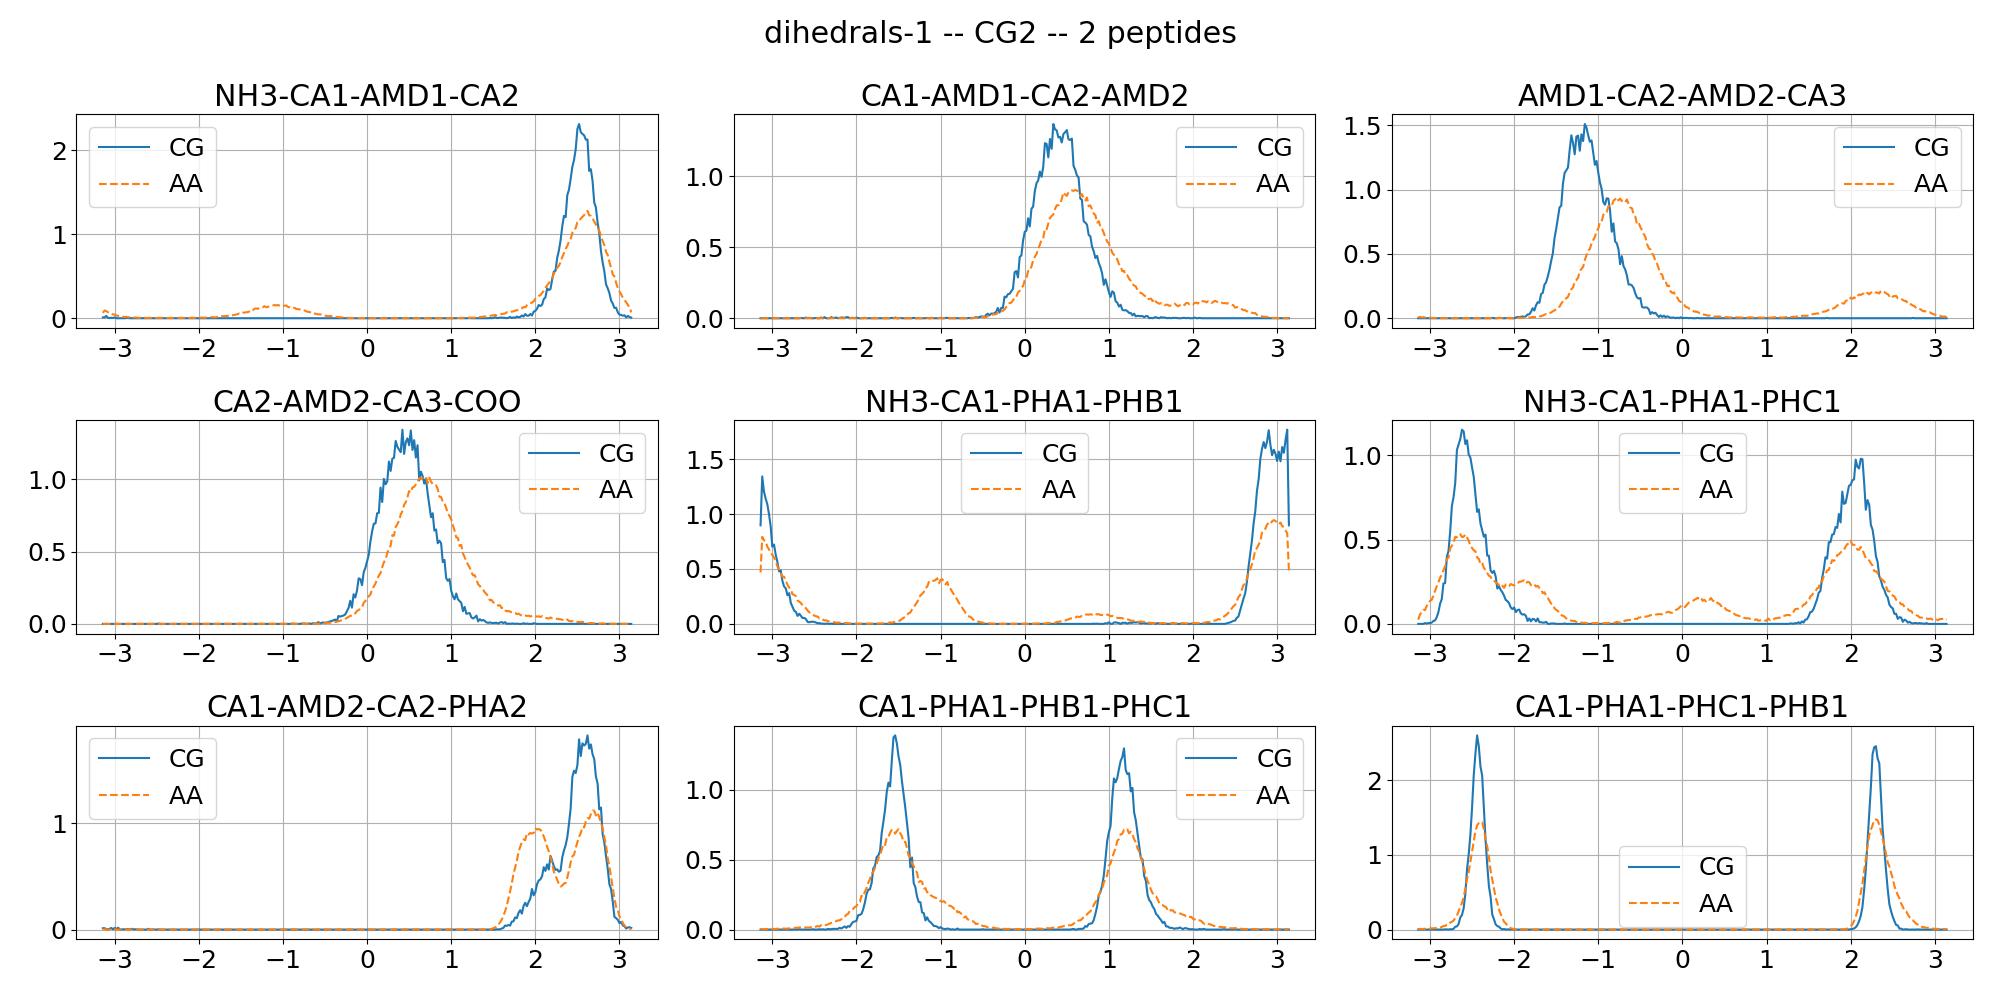 dihedrals-1 -- CG2 -- 2 peptides
NH3-CA1-AMD1-CA2
CG
AA
2
1
0
−3 −2 −1 0 1 2 3
CA1-AMD1-CA2-AMD2
CG
AA
1.0
0.5
0.0
−3 −2 −1 0 1 2 3
AMD1-CA2-AMD2-CA3
CG
AA
1.5
1.0
0.5
0.0
−3 −2 −1 0 1 2 3
CA2-AMD2-CA3-COO
CG
AA
1.0
0.5
0.0
−3 −2 −1 0 1 2 3
NH3-CA1-PHA1-PHB1
CG
AA
1.5
1.0
0.5
0.0
−3 −2 −1 0 1 2 3
NH3-CA1-PHA1-PHC1
CG
AA
1.0
0.5
0.0
−3 −2 −1 0 1 2 3
CA1-AMD2-CA2-PHA2
CG
AA
1
0
−3 −2 −1 0 1 2 3
CA1-PHA1-PHB1-PHC1
CG
AA
1.0
0.5
0.0
−3 −2 −1 0 1 2 3
CA1-PHA1-PHC1-PHB1
CG
AA
2
1
0
−3 −2 −1 0 1 2 3